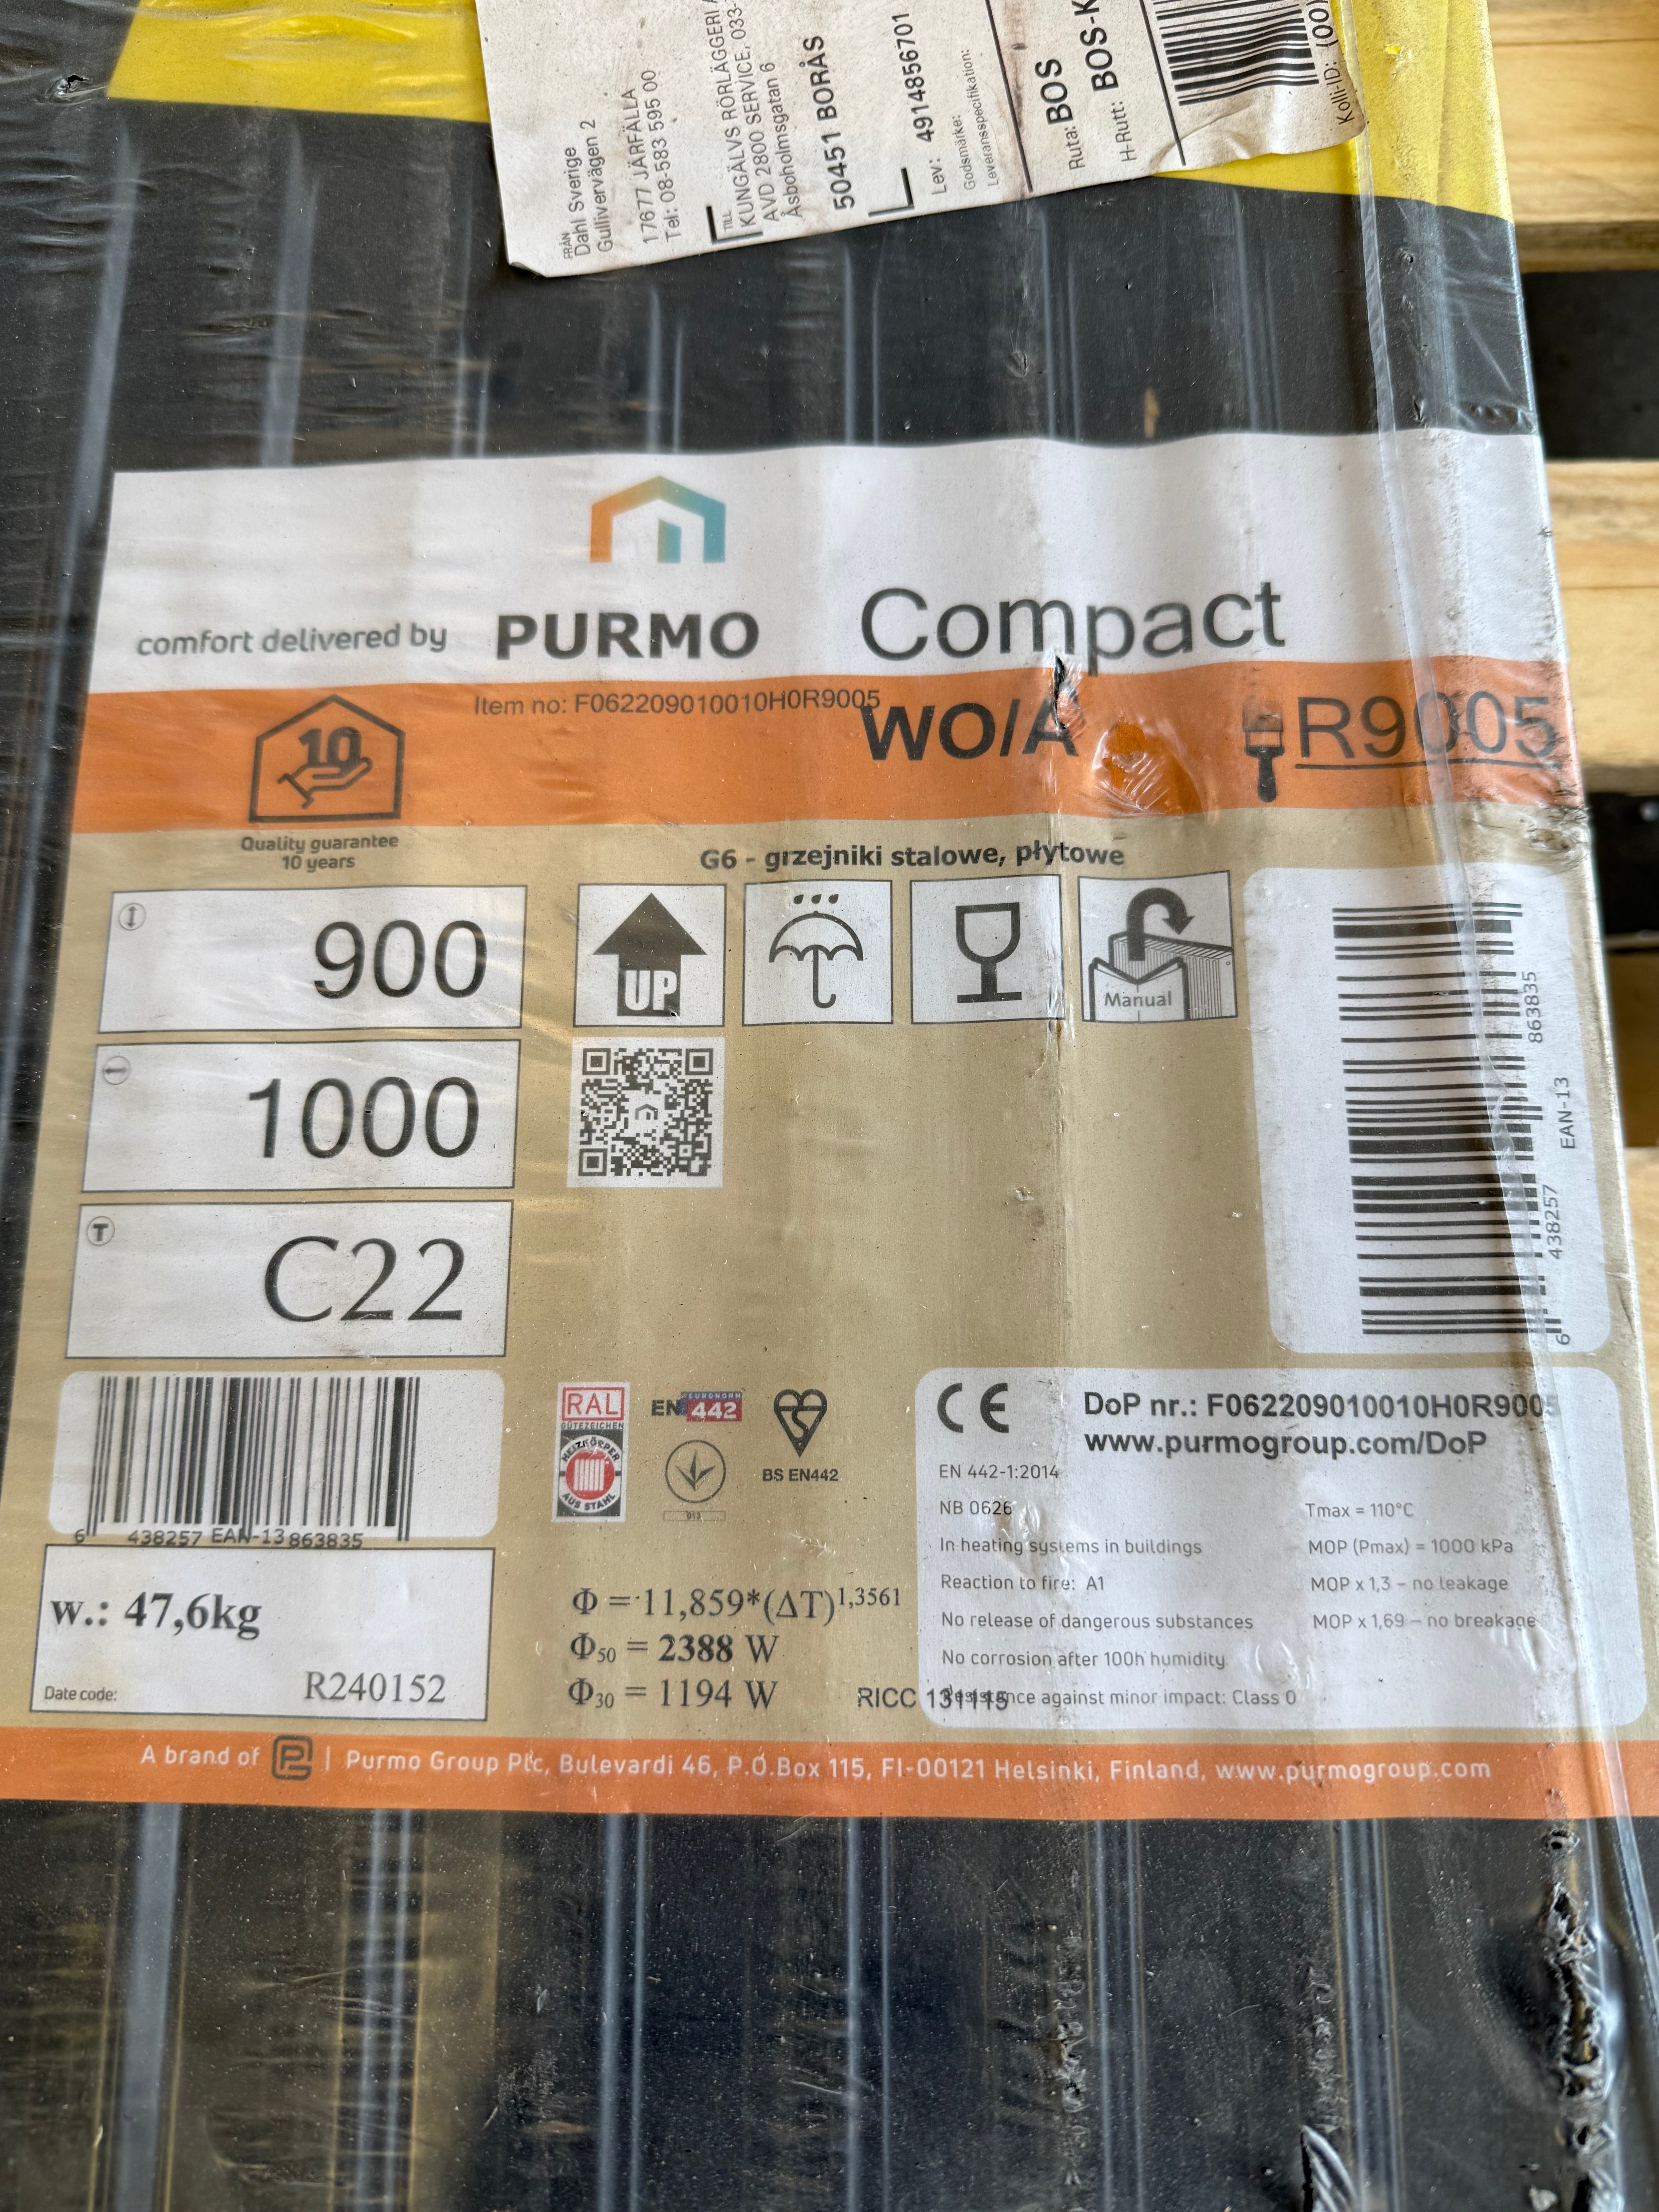 FRÅN
Dahl Sverige
Gullivervägen 2
17677 JÄRFÄLLA
Tel: 08-583 595 00
TILL
KUNGÄLVS RÖRLÄGGERI
AVD 2800 SERVICE, 033-
Åsboholmsgatan 6
50451 BORÅS
Lev: 4914856701
Godsmärke:
Leveransspecifikation:
Ruta: BOS
H-Rutt: BOS-K
Kolli-ID: (00)
comfort delivered by PURMO Compact
Item no: F062209010010H0R9005
WO/A R9005
10
Quality guarantee
10 years
G6 - grzejniki stalowe, płytowe
900
UP
Manual
1000
T
C22
6 438257 863835
EAN-13
6 438257 EAN-13 863835
RAL
GÜTEZEICHEN
HEIZKÖRPER
AUS STAHL
EURONORM
EN 442
013
BS EN442
CE
DoP nr.: F062209010010H0R9005
www.purmogroup.com/DoP
EN 442-1:2014
NB 0626
Tmax = 110°C
In heating systems in buildings
MOP (Pmax) = 1000 kPa
Reaction to fire: A1
MOP x 1,3 – no leakage
No release of dangerous substances
MOP x 1,69 – no breakage
No corrosion after 100h humidity
Resistance against minor impact: Class 0
w.: 47,6kg
Date code: R240152
Φ = 11,859*(ΔT)^1,3561
Φ50 = 2388 W
Φ30 = 1194 W
RICC 131115
A brand of P | Purmo Group Plc, Bulevardi 46, P.O.Box 115, FI-00121 Helsinki, Finland, www.purmogroup.com